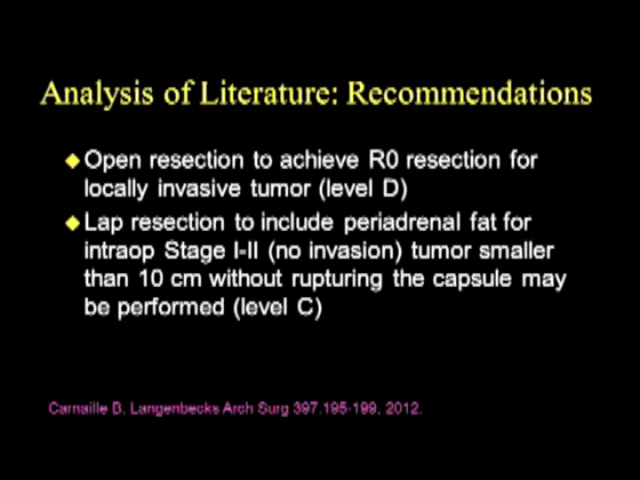 Analysis of Literature: Recommendations
◆Open resection to achieve R0 resection for
locally invasive tumor (level D)
◆Lap resection to include periadrenal fat for
intraop Stage I-II (no invasion) tumor smaller
than 10 cm without rupturing the capsule may
be performed (level C)
Carnaille B. Langenbecks Arch Surg 397:195-199, 2012.